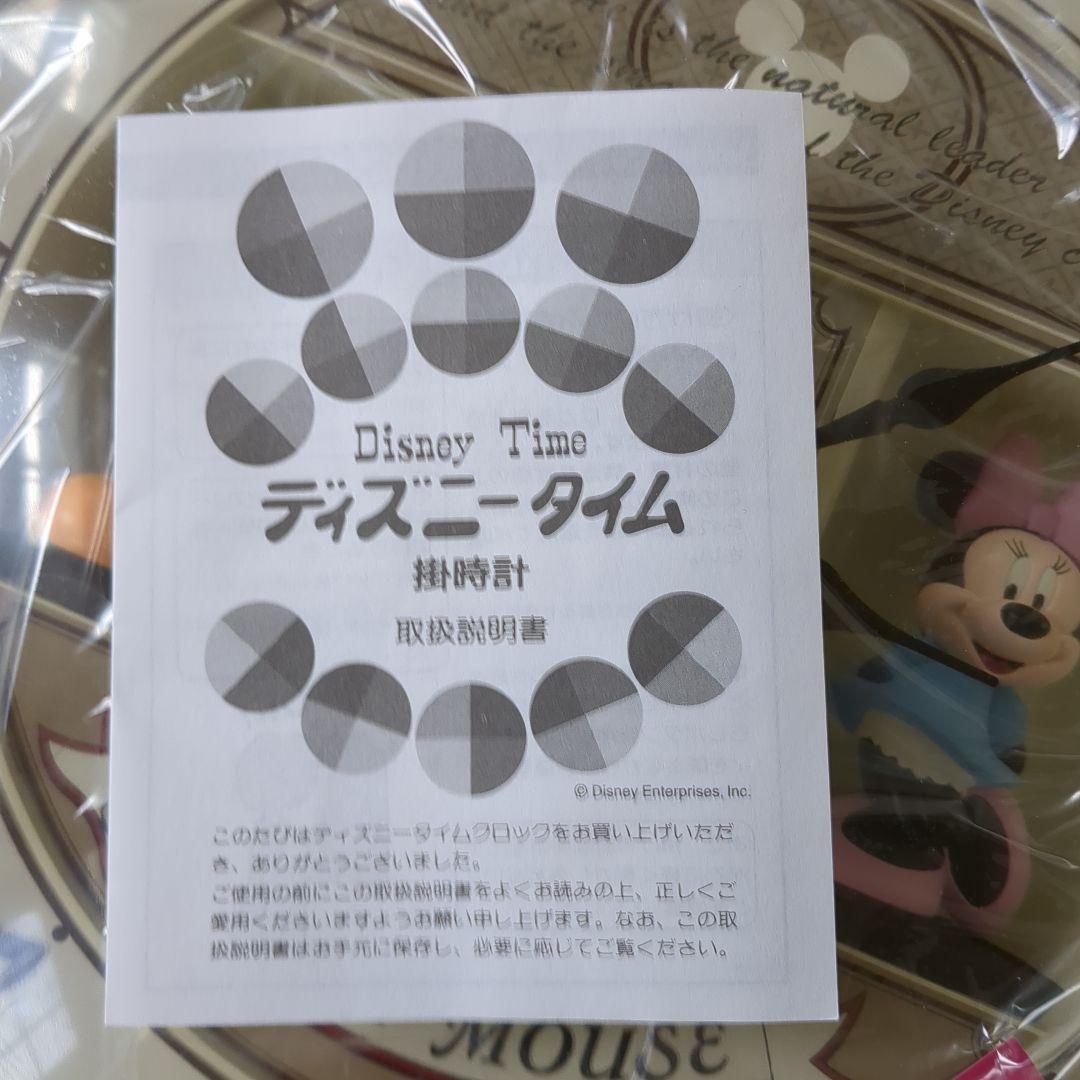 is the natural leader
the Disney
Disney Time
ディズニータイム
掛時計
取扱説明書
© Disney Enterprises, Inc.
このたびはディズニータイムクロックをお買い上げいただ
き、ありがとうございました。
ご使用の前にこの取扱説明書をよくお読みの上、正しくご
愛用くださいますようお願い申し上げます。なお、この取
扱説明書はお手元に保存し、必要に応じてご覧ください。
MOUSE